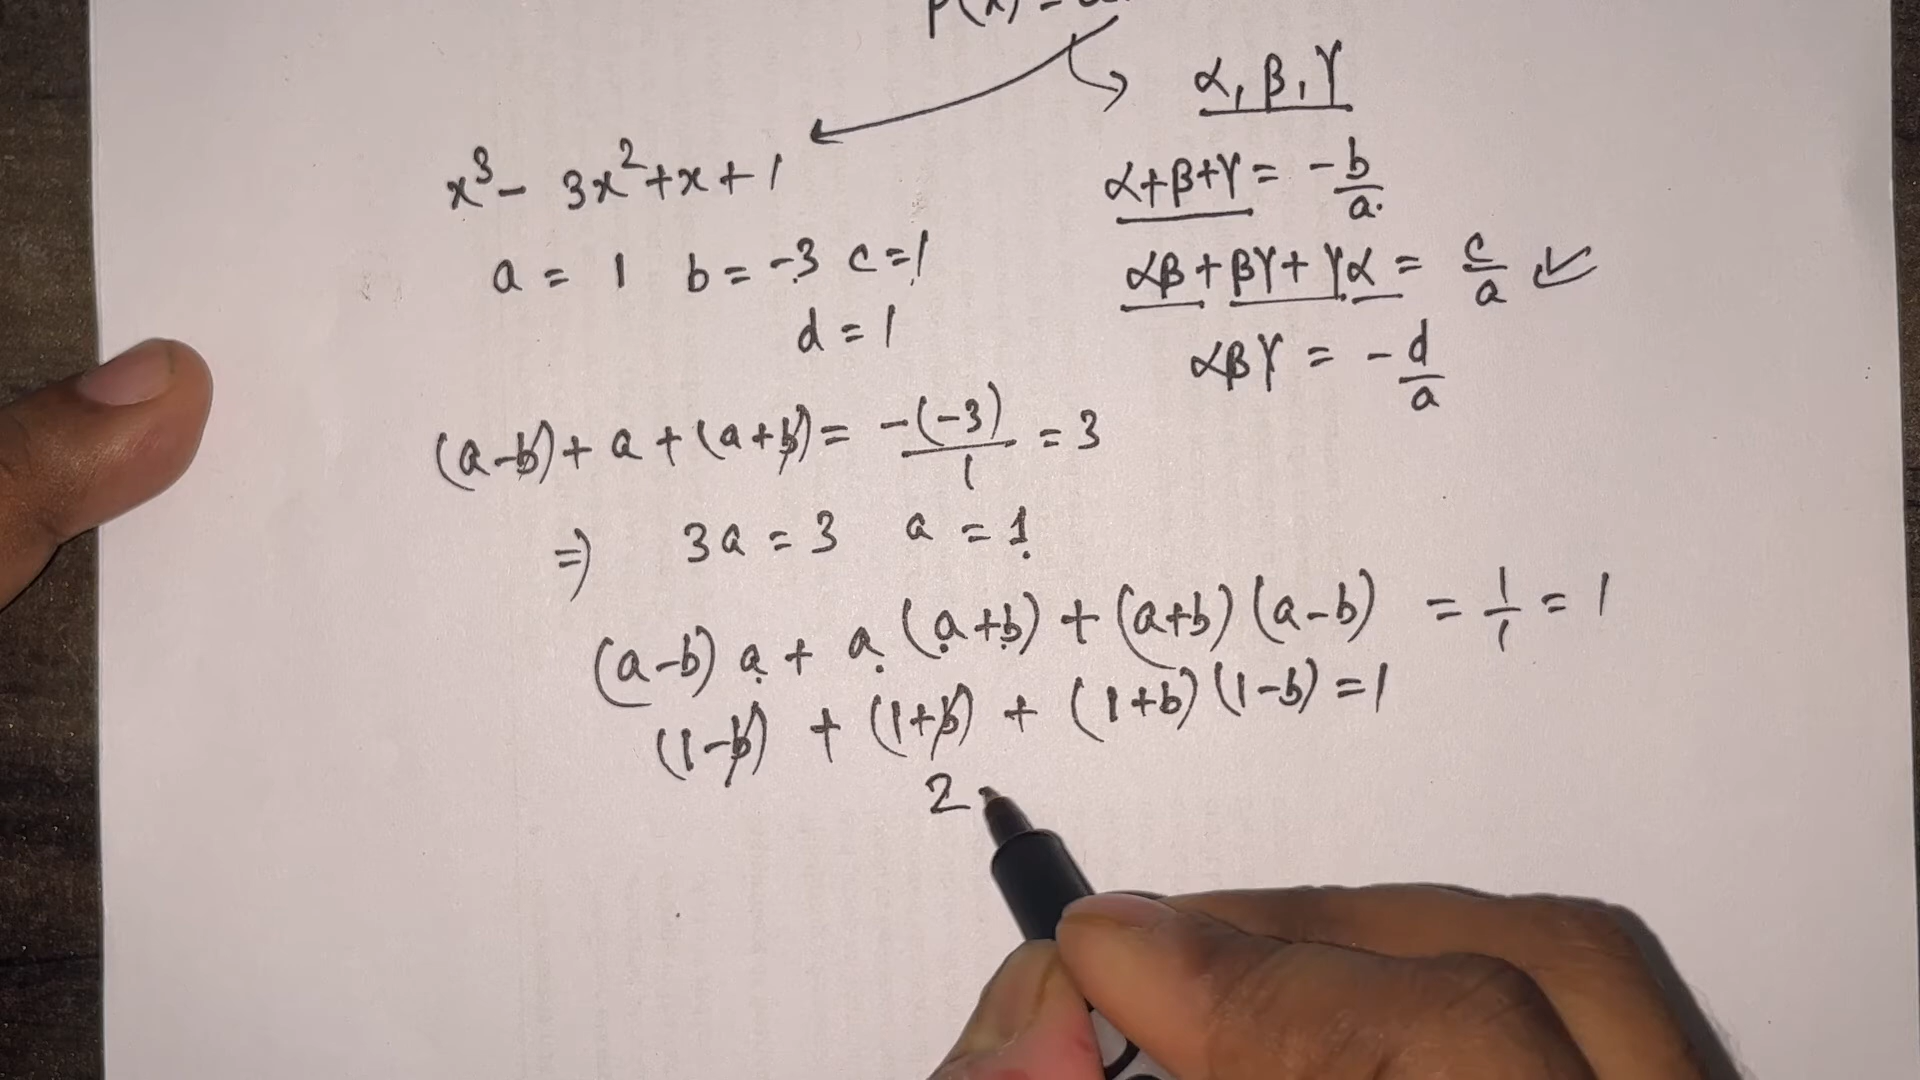 p(x) =
α, β, γ
x³ - 3x² + x + 1
α+β+γ = -b/a
a = 1 b = -3 c = 1
αβ + βγ + γα = c/a ✓
d = 1
αβγ = -d/a
(a-b) + a + (a+b) = -(-3)/1 = 3
⇒ 3a = 3 a = 1
(a-b) a + a (a+b) + (a+b) (a-b) = 1/1 = 1
(1-b) + (1+b) + (1+b) (1-b) = 1
2